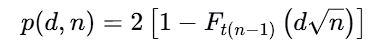 p(d, n) = 2 [1 − F_{t(n−1)} (d√n)]